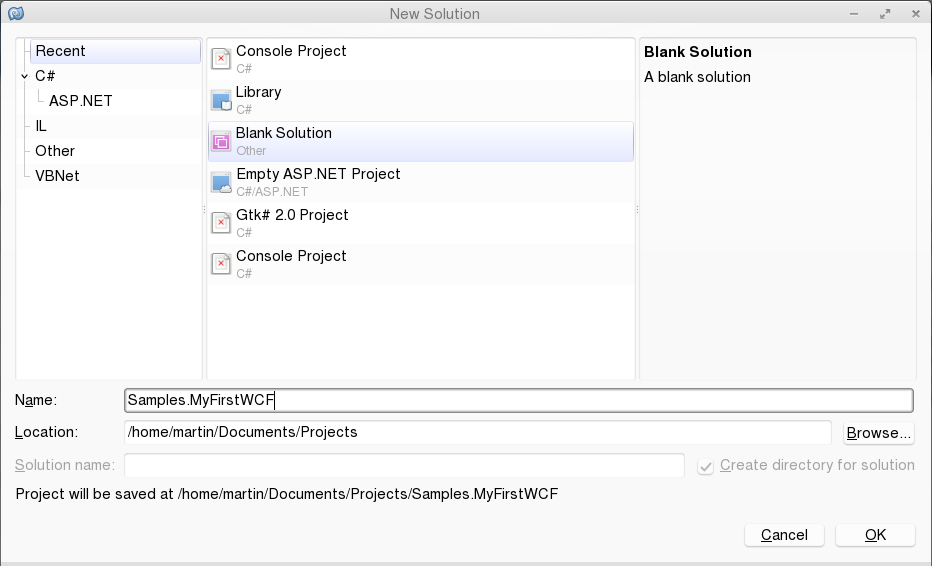 New Solution
Recent
C#
ASP.NET
IL
Other
VBNet
Console Project
C#
Library
C#
Blank Solution
Other
Empty ASP.NET Project
C#/ASP.NET
Gtk# 2.0 Project
C#
Console Project
C#
Blank Solution
A blank solution
Name: Samples.MyFirstWCF
Location: /home/martin/Documents/Projects Browse...
Solution name: Create directory for solution
Project will be saved at /home/martin/Documents/Projects/Samples.MyFirstWCF
Cancel OK